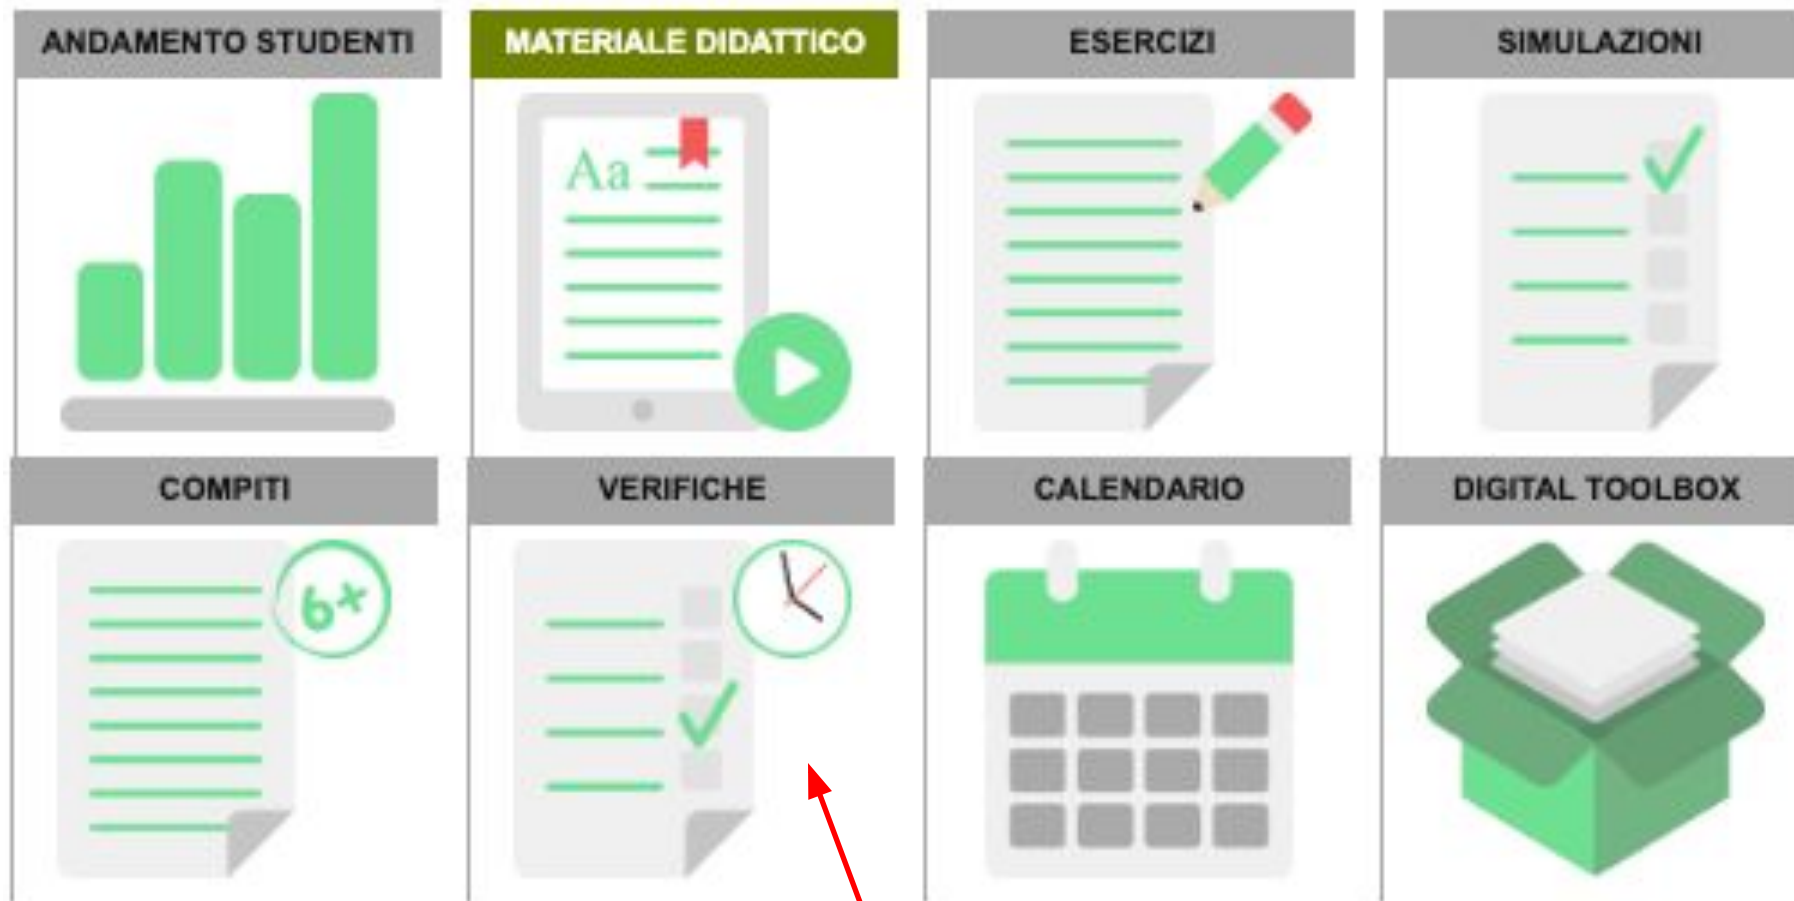 ANDAMENTO STUDENTI
MATERIALE DIDATTICO
ESERCIZI
SIMULAZIONI
Aa
COMPITI
VERIFICHE
CALENDARIO
DIGITAL TOOLBOX
6+